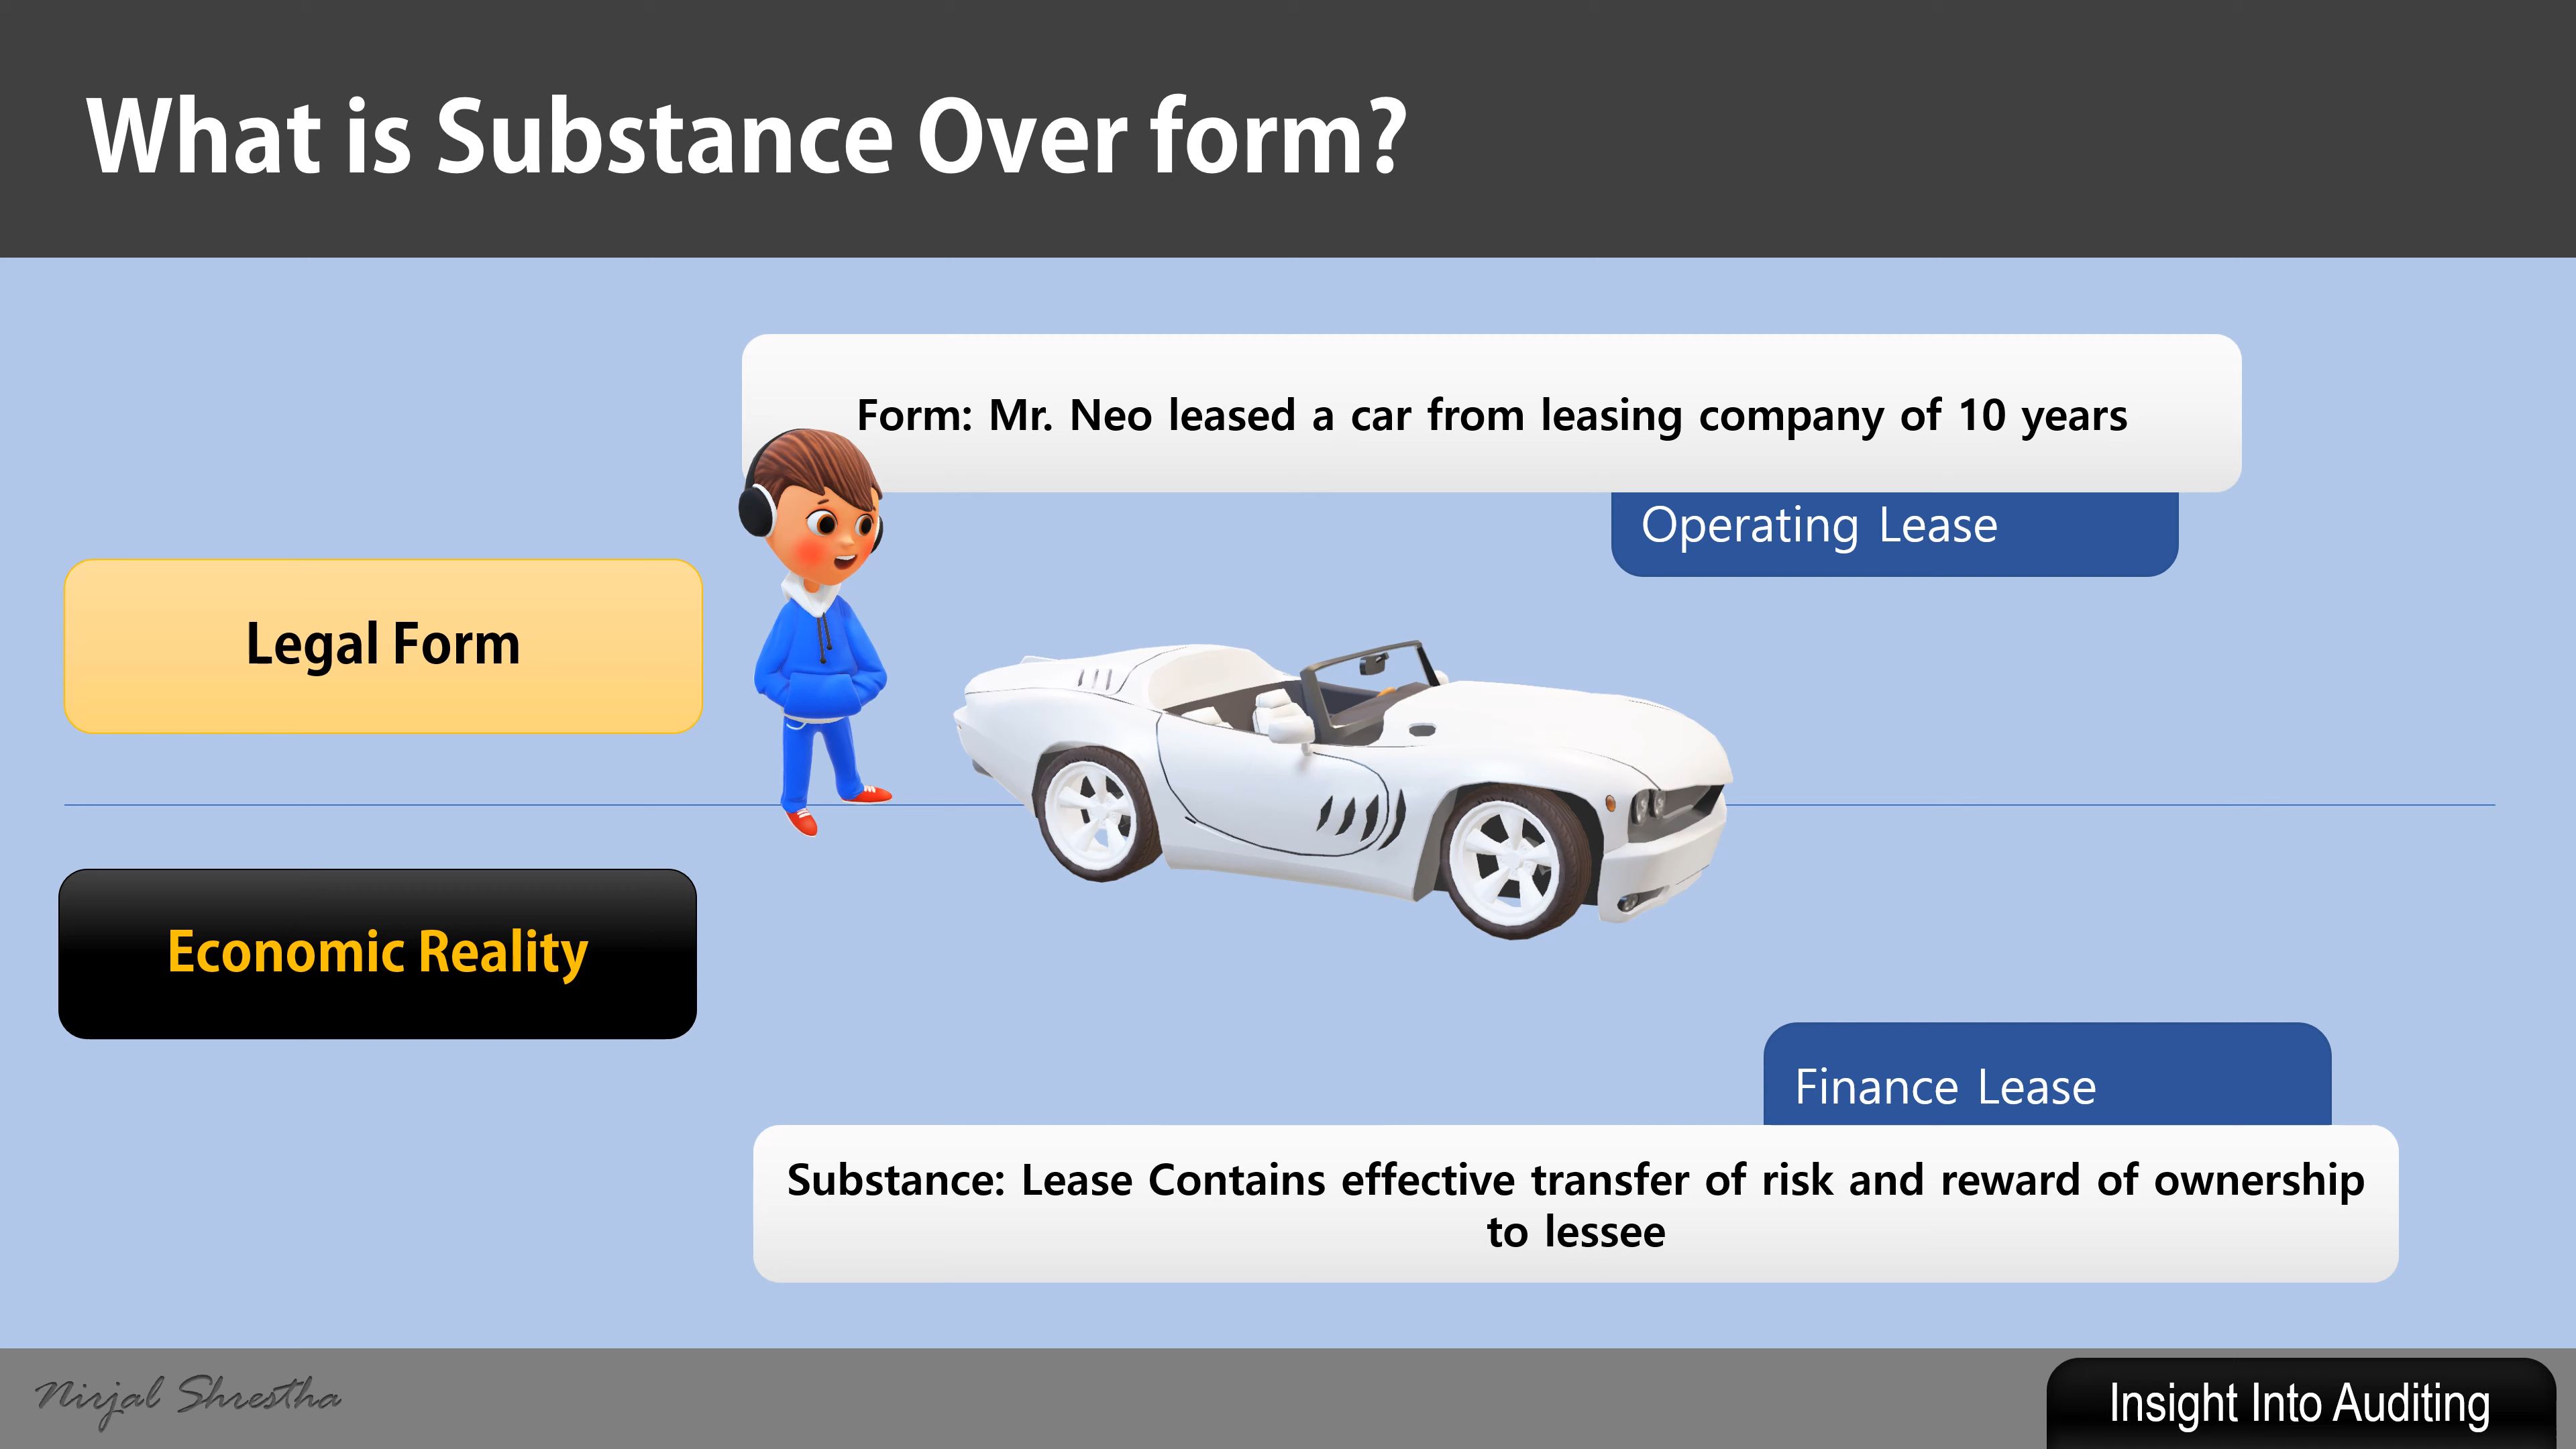 What is Substance Over form?
Form: Mr. Neo leased a car from leasing company of 10 years
Operating Lease
Legal Form
Economic Reality
Finance Lease
Substance: Lease Contains effective transfer of risk and reward of ownership
to lessee
Nirjal Shrestha
Insight Into Auditing